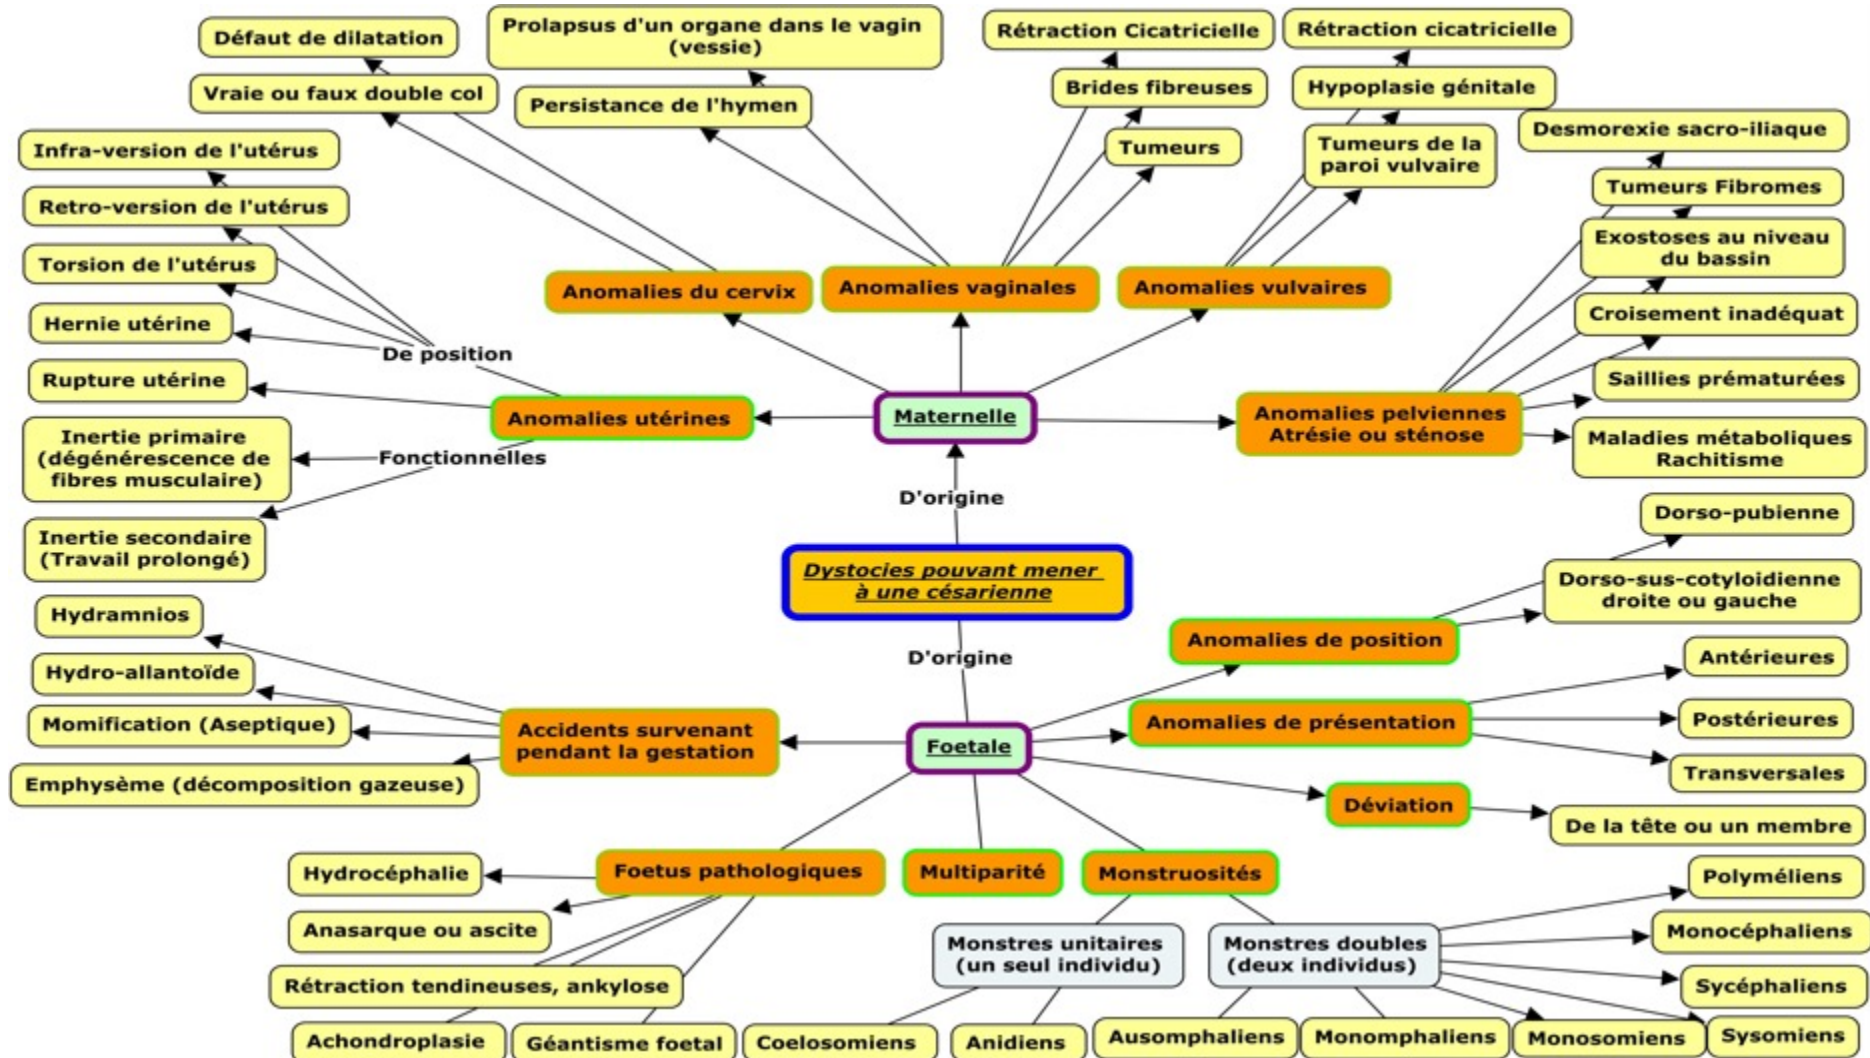 Défaut de dilatation
Vraie ou faux double col
Prolapsus d'un organe dans le vagin
(vessie)
Persistance de l'hymen
Rétraction Cicatricielle
Brides fibreuses
Tumeurs
Rétraction cicatricielle
Hypoplasie génitale
Tumeurs de la
paroi vulvaire
Desmorexie sacro-iliaque
Tumeurs Fibromes
Exostoses au niveau
du bassin
Croisement inadéquat
Saillies prématurées
Maladies métaboliques
Rachitisme
Infra-version de l'utérus
Retro-version de l'utérus
Torsion de l'utérus
Hernie utérine
Rupture utérine
Inertie primaire
(dégénérescence de
fibres musculaire)
Inertie secondaire
(Travail prolongé)
De position
Fonctionnelles
Anomalies du cervix
Anomalies vaginales
Anomalies vulvaires
Anomalies utérines
Maternelle
Anomalies pelviennes
Atrésie ou sténose
D'origine
Dystocies pouvant mener
à une césarienne
D'origine
Foetale
Hydramnios
Hydro-allantoïde
Momification (Aseptique)
Emphysème (décomposition gazeuse)
Accidents survenant
pendant la gestation
Anomalies de position
Dorso-pubienne
Dorso-sus-cotyloidienne
droite ou gauche
Anomalies de présentation
Antérieures
Postérieures
Transversales
Déviation
De la tête ou un membre
Foetus pathologiques
Multiparité
Monstruosités
Hydrocéphalie
Anasarque ou ascite
Rétraction tendineuses, ankylose
Achondroplasie
Géantisme foetal
Monstres unitaires
(un seul individu)
Monstres doubles
(deux individus)
Coelosomiens
Anidiens
Ausomphaliens
Monomphaliens
Monosomiens
Sysomiens
Polyméliens
Monocéphaliens
Sycéphaliens